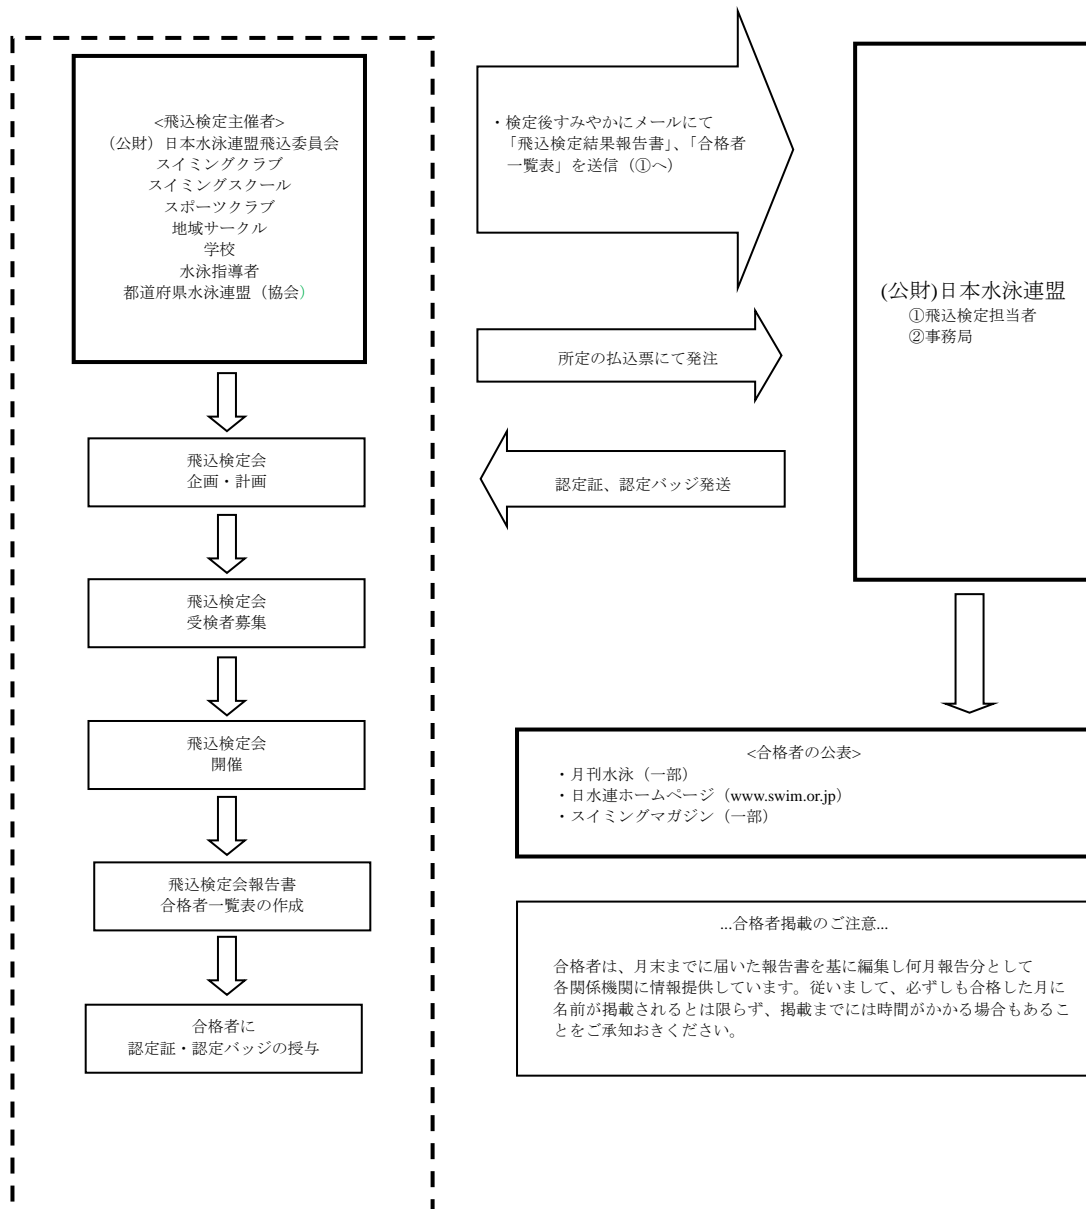 <飛込検定主催者>
（公財）日本水泳連盟飛込委員会
スイミングクラブ
スイミングスクール
スポーツクラブ
地域サークル
学校
水泳指導者
都道府県水泳連盟（協会）
飛込検定会
企画・計画
飛込検定会
受検者募集
飛込検定会
開催
飛込検定会報告書
合格者一覧表の作成
合格者に
認定証・認定バッジの授与
・検定後すみやかにメールにて
「飛込検定結果報告書」、「合格者
一覧表」を送信（①へ）
所定の払込票にて発注
認定証、認定バッジ発送
(公財)日本水泳連盟
①飛込検定担当者
②事務局
<合格者の公表>
・月刊水泳（一部）
・日水連ホームページ（www.swim.or.jp）
・スイミングマガジン（一部）
...合格者掲載のご注意...
合格者は、月末までに届いた報告書を基に編集し何月報告分として
各関係機関に情報提供しています。従いまして、必ずしも合格した月に
名前が掲載されるとは限らず、掲載までには時間がかかる場合もあるこ
とをご承知おきください。